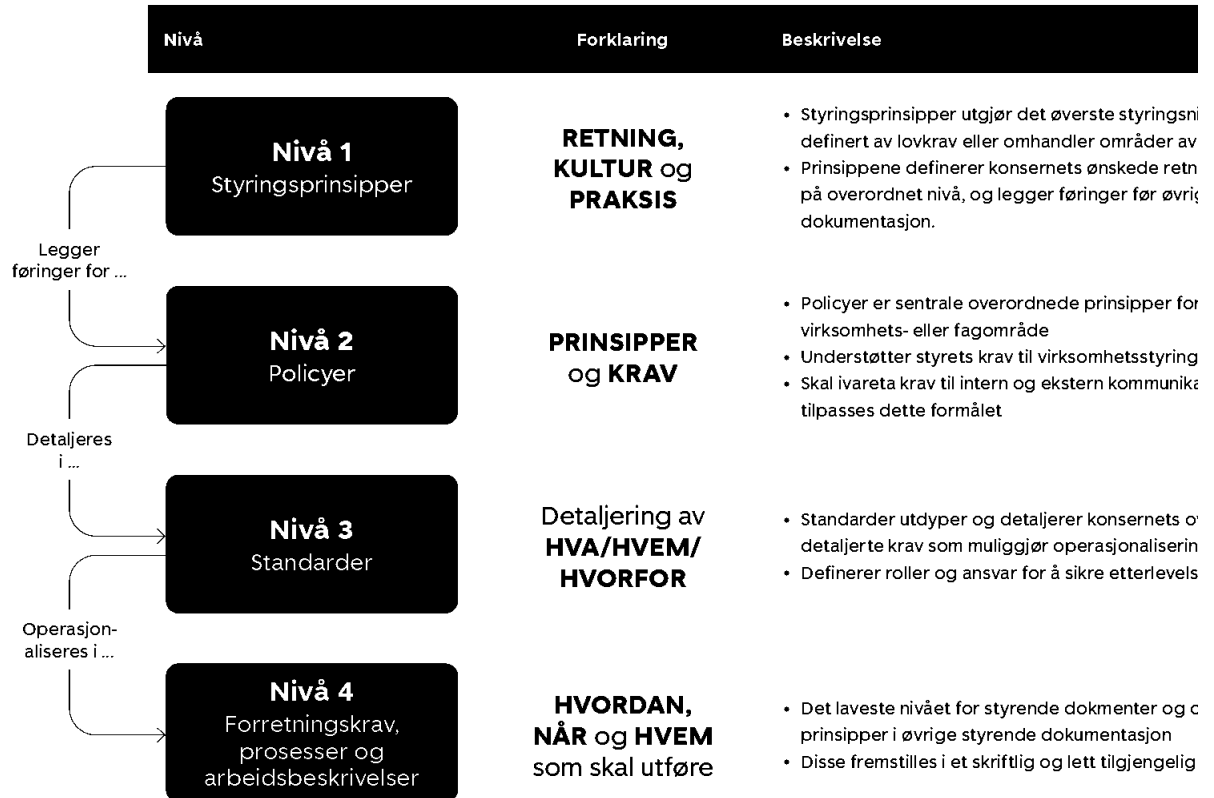 Nivå Forklaring Beskrivelse
Nivå 1
Styringsprinsipper
RETNING,
KULTUR og
PRAKSIS
• Styringsprinsipper utgjør det øverste
definert av lovkrav eller omhandler områder av
• Prinsippene definerer konsernets ønskede
på overordnet nivå, og legger føringer før
dokumentasjon.
Legger
føringer for ...
Nivå 2
Policyer
PRINSIPPER
og KRAV
• Policyer er sentrale overordnede prinsipper for
virksomhets- eller fagområde
• Understøtter styrets krav til virksomhetsstyring
• Skal ivareta krav til intern og ekstern
tilpasses dette formålet
Detaljeres
i ...
Nivå 3
Standarder
Detaljering av
HVA/HVEM/
HVORFOR
• Standarder utdyper og detaljerer konsernets
detaljerte krav som muliggjør
• Definerer roller og ansvar for å sikre
Operasjon-
aliseres i ...
Nivå 4
Forretningskrav,
prosesser og
arbeidsbeskrivelser
HVORDAN,
NÅR og HVEM
som skal utføre
• Det laveste nivået for styrende dokmenter og
prinsipper i øvrige styrende dokumentasjon
• Disse fremstilles i et skriftlig og lett tilgjengelig